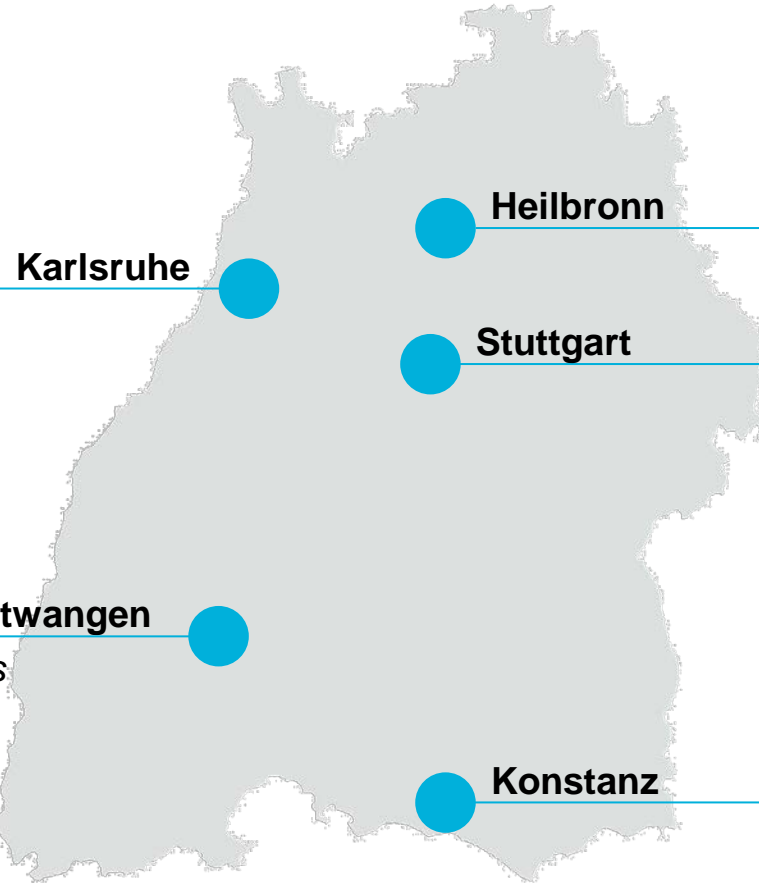 Heilbronn
Karlsruhe
Stuttgart
twangen
s
Konstanz